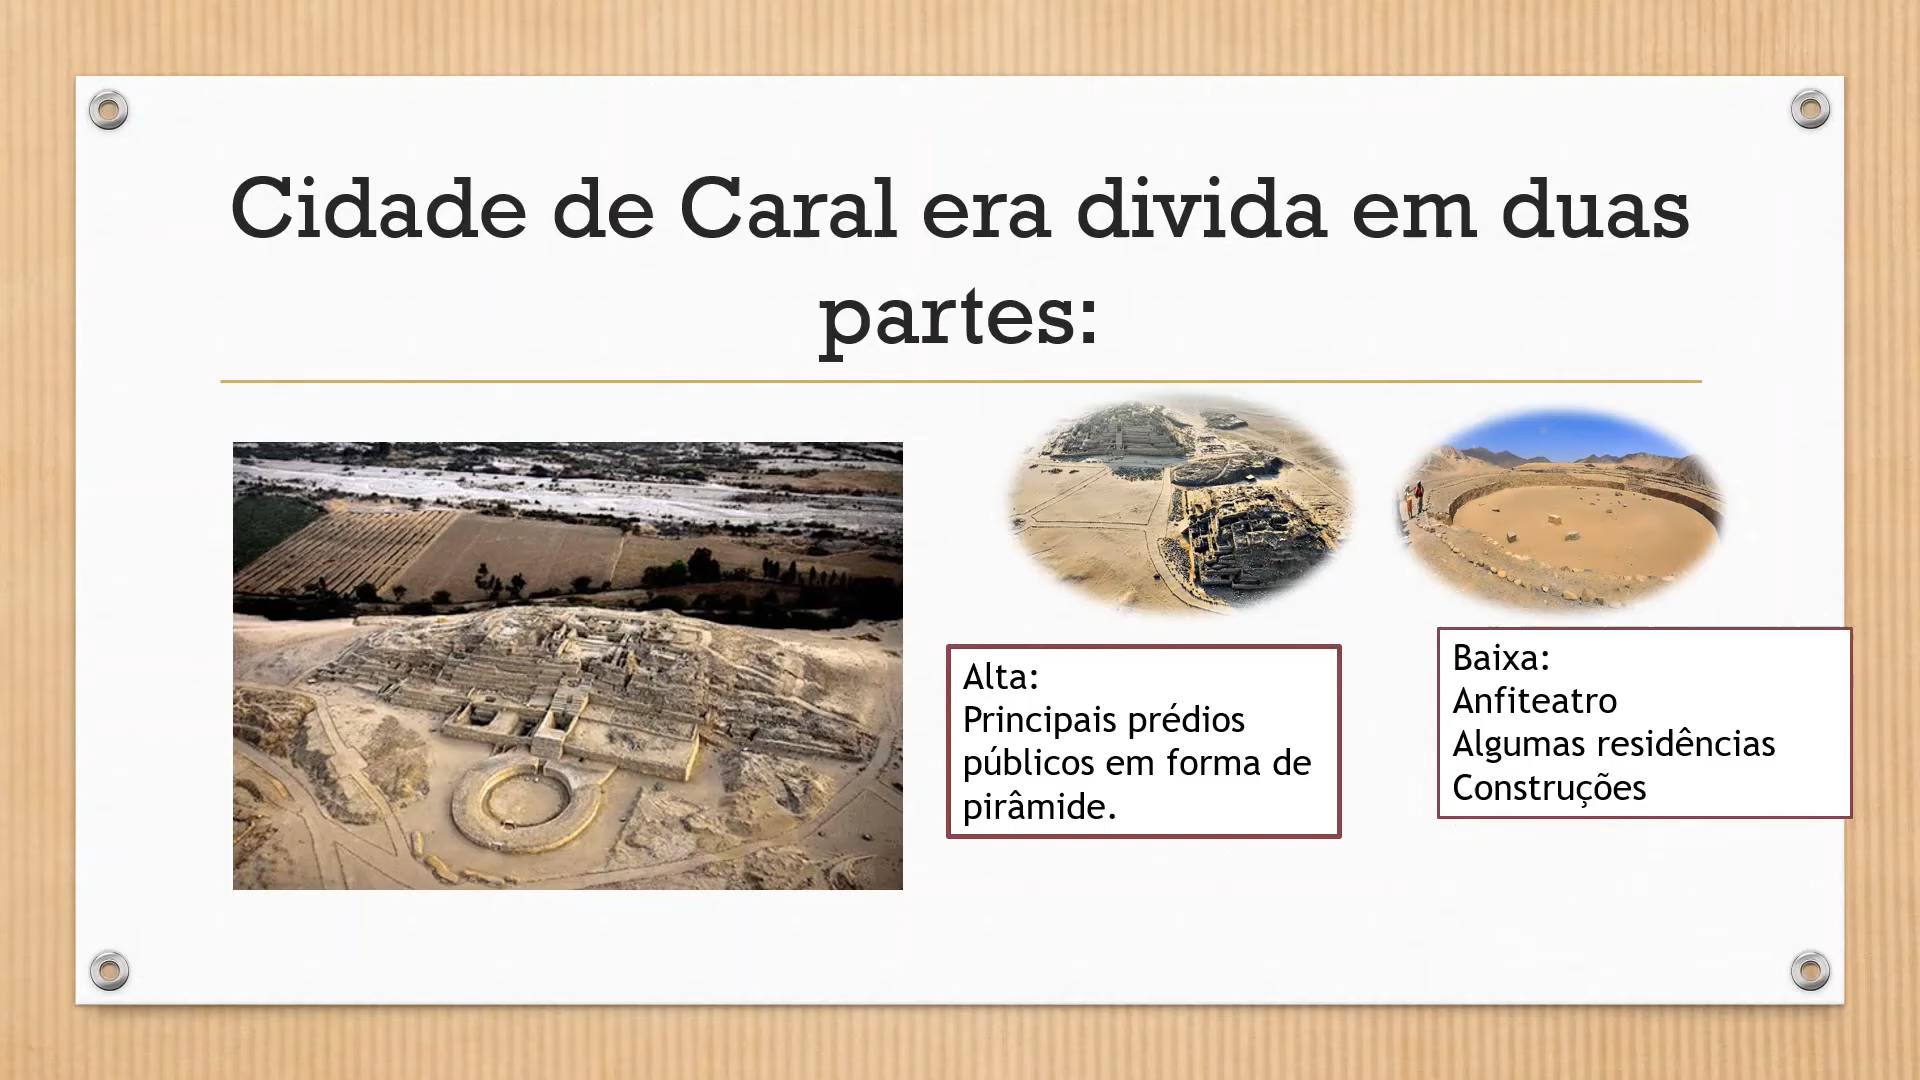 Cidade de Caral era divida em duas
partes:
Alta:
Principais prédios
públicos em forma de
pirâmide.
Baixa:
Anfiteatro
Algumas residências
Construções